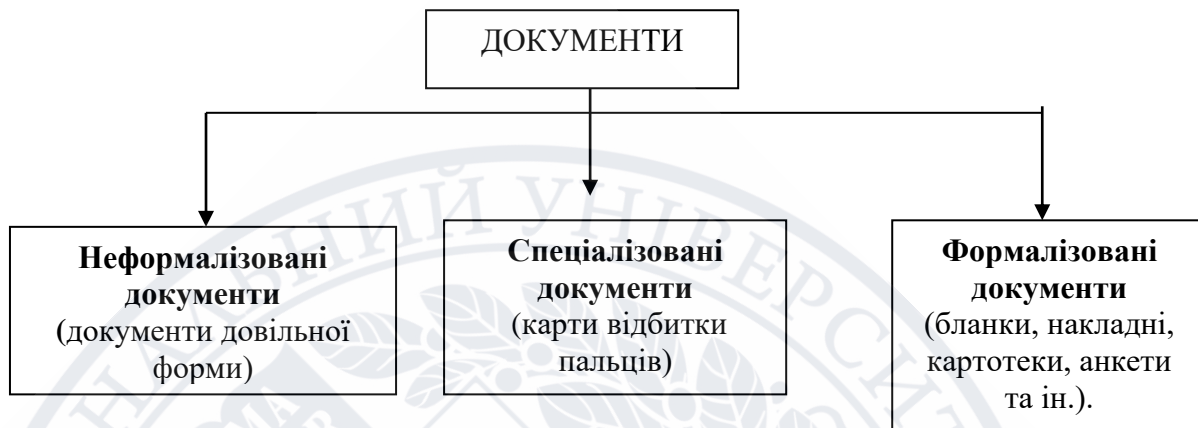 ДОКУМЕНТИ
Неформалізовані
документи
(документи довільної
форми)
Спеціалізовані
документи
(карти відбитки
пальців)
Формалізовані
документи
(бланки, накладні,
картотеки, анкети
та ін.).